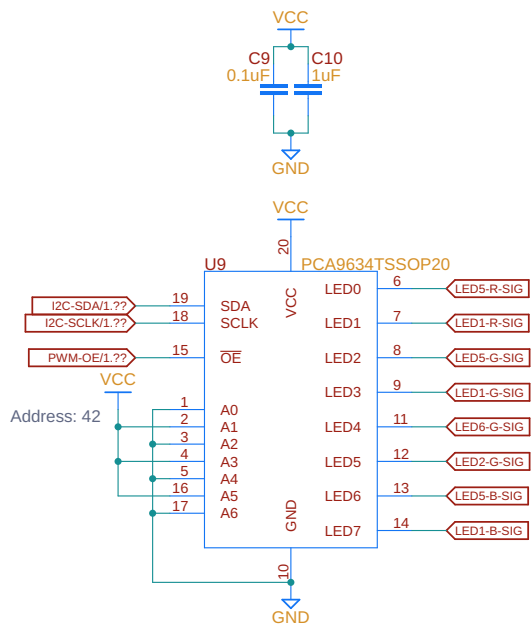 VCC
C9 C10
0.1uF 1uF
GND
VCC
20
U9 PCA9634TSSOP20
VCC
I2C-SDA/1.?? 19 SDA
I2C-SCLK/1.?? 18 SCLK
PWM-OE/1.?? 15 OE
VCC
Address: 42
1 A0
2 A1
3 A2
4 A3
5 A4
16 A5
17 A6
LED0 6 LED5-R-SIG
LED1 7 LED1-R-SIG
LED2 8 LED5-G-SIG
LED3 9 LED1-G-SIG
LED4 11 LED6-G-SIG
LED5 12 LED2-G-SIG
LED6 13 LED5-B-SIG
LED7 14 LED1-B-SIG
GND
10
GND